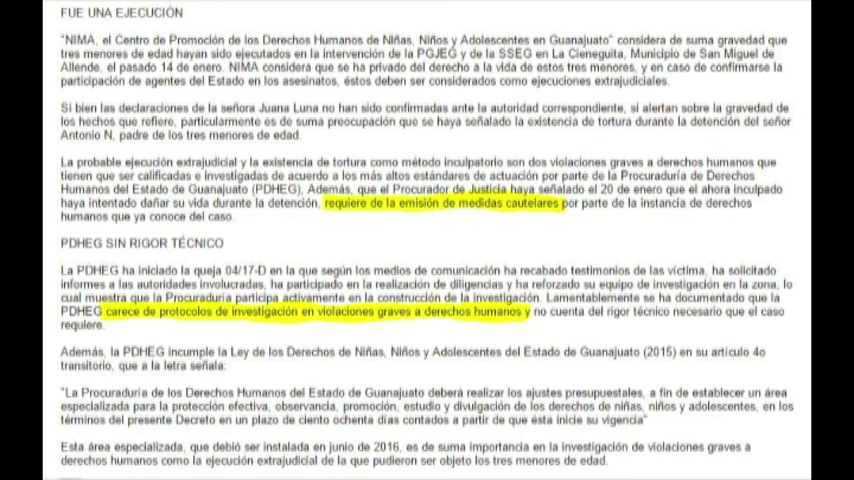 FUE UNA EJECUCIÓN
"NIMA, el Centro de Promoción de los Derechos Humanos de Niñas, Niños y Adolescentes en Guanajuato" considera de suma gravedad que
tres menores de edad hayan sido ejecutados en la intervención de la PGJEG y de la SSEG en La Cieneguita, Municipio de San Miguel de
Allende, el pasado 14 de enero. NIMA considera que se ha privado del derecho a la vida de estos tres menores, y en caso de confirmarse la
participación de agentes del Estado en los asesinatos, éstos deben ser considerados como ejecuciones extrajudiciales.
Si bien las declaraciones de la señora Juana Luna no han sido confirmadas ante la autoridad correspondiente, si alertan sobre la gravedad de
los hechos que refiere, particularmente es de suma preocupación que se haya señalado la existencia de tortura durante la detención del señor
Antonio N, padre de los tres menores de edad.
La probable ejecución extrajudicial y la existencia de tortura como método inculpatorio son dos violaciones graves a derechos humanos que
tienen que ser calificadas e investigadas de acuerdo a los más altos estándares de actuación por parte de la Procuraduría de Derechos
Humanos del Estado de Guanajuato (PDHEG), Además, que el Procurador de Justicia haya señalado el 20 de enero que el ahora inculpado
haya intentado dañar su vida durante la detención, requiere de la emisión de medidas cautelares por parte de la instancia de derechos
humanos que ya conoce del caso.
PDHEG SIN RIGOR TÉCNICO
La PDHEG ha iniciado la queja 04/17-D en la que según los medios de comunicación ha recabado testimonios de las víctima, ha solicitado
informes a las autoridades involucradas, ha participado en la realización de diligencias y ha reforzado su equipo de investigación en la zona, lo
cual muestra que la Procuraduría participa activamente en la construcción de la investigación. Lamentablemente se ha documentado que la
PDHEG carece de protocolos de investigación en violaciones graves a derechos humanos y no cuenta del rigor técnico necesario que el caso
requiere.
Además, la PDHEG incumple la Ley de los Derechos de Niñas, Niños y Adolescentes del Estado de Guanajuato (2015) en su artículo 4o
transitorio, que a la letra señala:
"La Procuraduría de los Derechos Humanos del Estado de Guanajuato deberá realizar los ajustes presupuestales, a fin de establecer un área
especializada para la protección efectiva, observancia, promoción, estudio y divulgación de los derechos de niñas, niños y adolescentes, en los
términos del presente Decreto en un plazo de ciento ochenta días contados a partir de que ésta inicie su vigencia"
Esta área especializada, que debió ser instalada en junio de 2016, es de suma importancia en la investigación de violaciones graves a
derechos humanos como la ejecución extrajudicial de la que pudieron ser objeto los tres menores de edad.